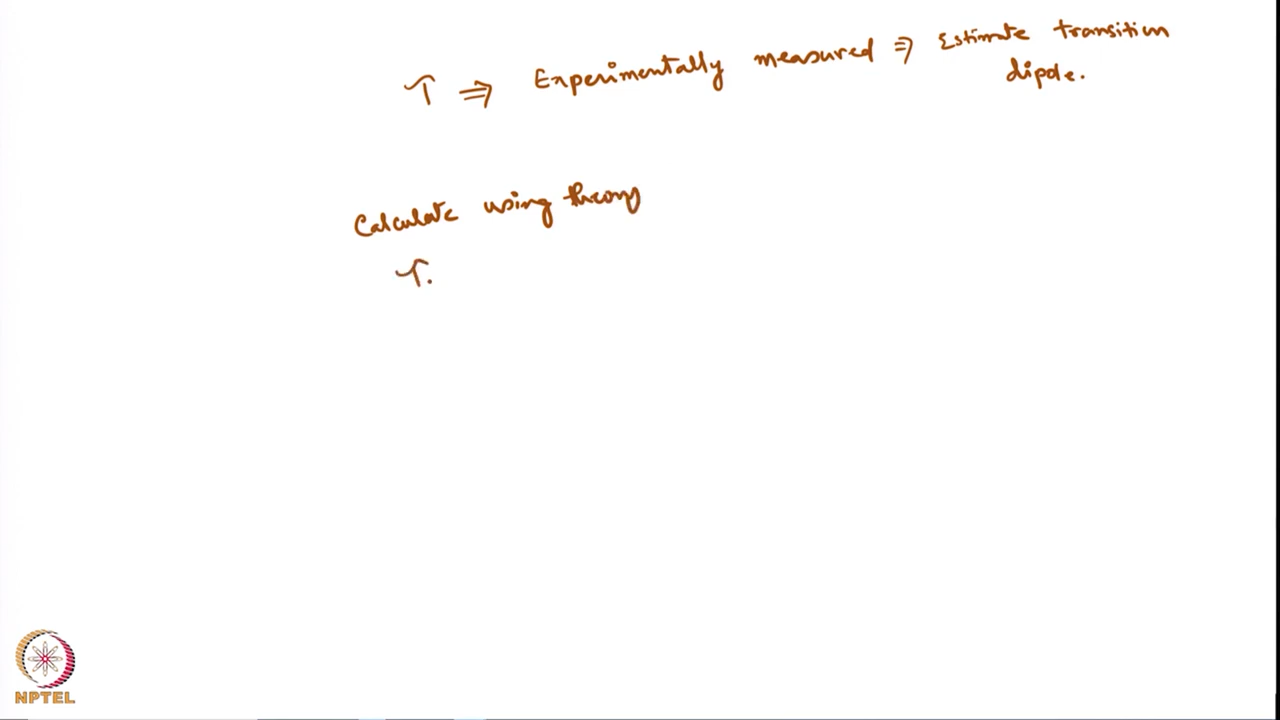 τ ⇒ Experimentally measured ⇒ Estimate transition
dipole.
Calculate using theory
τ.
NPTEL